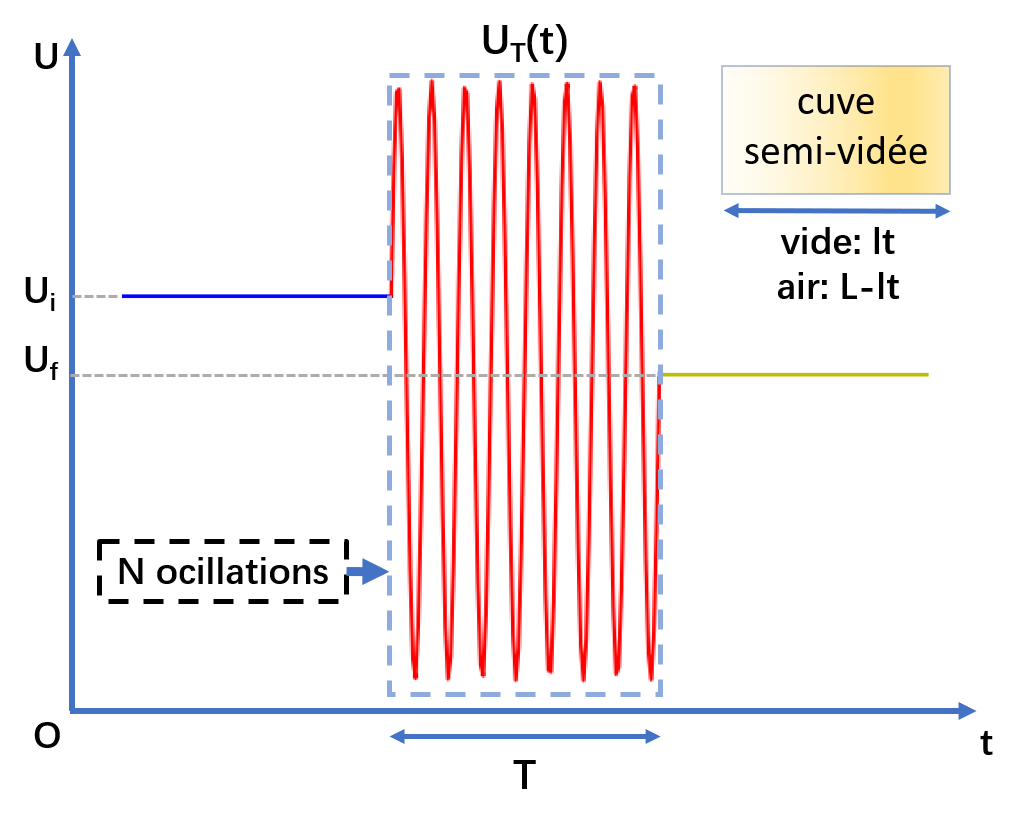 U_T(t)
U
cuve
semi-vidée
vide: lt
air: L-lt
U_i
U_f
N ocillations
O
t
T